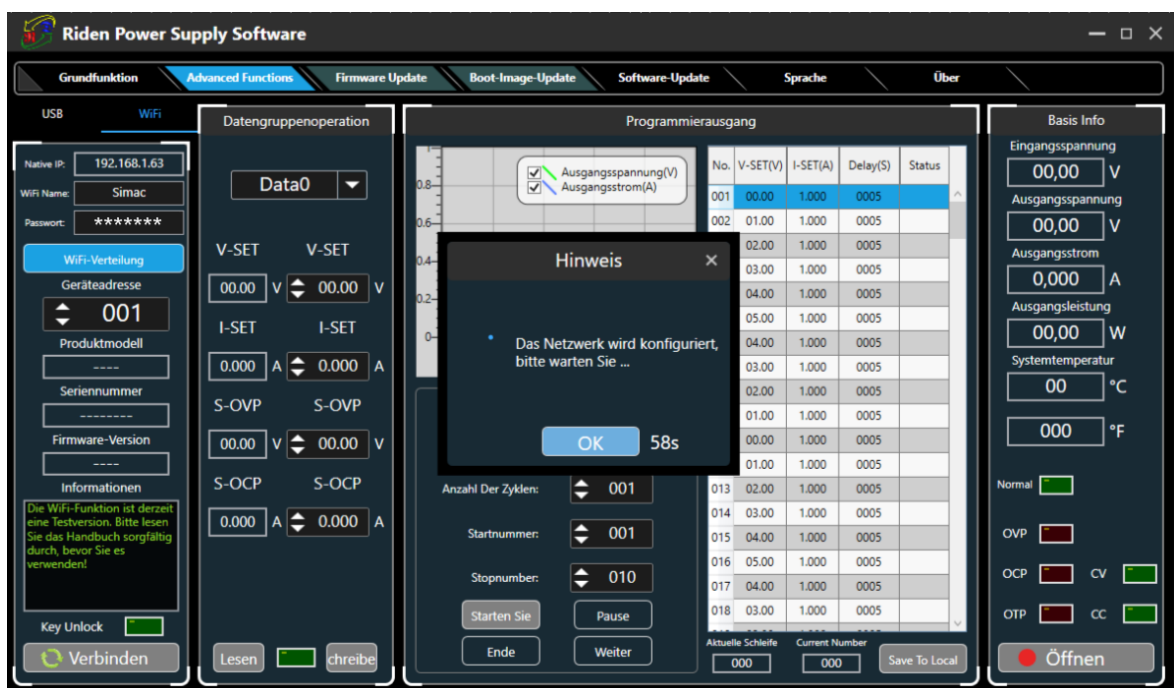 Riden Power Supply Software
Grundfunktion
Advanced Functions
Firmware Update
Boot-Image-Update
Software-Update
Sprache
Über
USB
WiFi
Native IP: 192.168.1.63
WiFi Name: Simac
Passwort: *******
WiFi-Verteilung
Geräteadresse
001
Produktmodell
----
Seriennummer
--------
Firmware-Version
----
Informationen
Die WiFi-Funktion ist derzeit
eine Testversion. Bitte lesen
Sie das Handbuch sorgfältig
durch, bevor Sie es
verwenden!
Key Unlock
Verbinden
Datengruppenoperation
Data0
V-SET V-SET
00.00 V 00.00 V
I-SET I-SET
0.000 A 0.000 A
S-OVP S-OVP
00.00 V 00.00 V
S-OCP S-OCP
0.000 A 0.000 A
Lesen
chreibe
Programmierausgang
1
0.8
0.6
0.4
0.2
0
Ausgangsspannung(V)
Ausgangsstrom(A)
Hinweis
Das Netzwerk wird konfiguriert,
bitte warten Sie ...
OK 58s
Anzahl Der Zyklen: 001
Startnummer: 001
Stopnumber: 010
Starten Sie
Pause
Ende
Weiter
No. V-SET(V) I-SET(A) Delay(S) Status
001 00.00 1.000 0005
002 01.00 1.000 0005
02.00 1.000 0005
03.00 1.000 0005
04.00 1.000 0005
05.00 1.000 0005
04.00 1.000 0005
03.00 1.000 0005
02.00 1.000 0005
01.00 1.000 0005
00.00 1.000 0005
01.00 1.000 0005
013 02.00 1.000 0005
014 03.00 1.000 0005
015 04.00 1.000 0005
016 05.00 1.000 0005
017 04.00 1.000 0005
018 03.00 1.000 0005
Aktuelle Schleife
000
Current Number
000
Save To Local
Basis Info
Eingangsspannung
00,00 V
Ausgangsspannung
00,00 V
Ausgangsstrom
0,000 A
Ausgangsleistung
00,00 W
Systemtemperatur
00 °C
000 °F
Normal
OVP
OCP CV
OTP CC
Öffnen